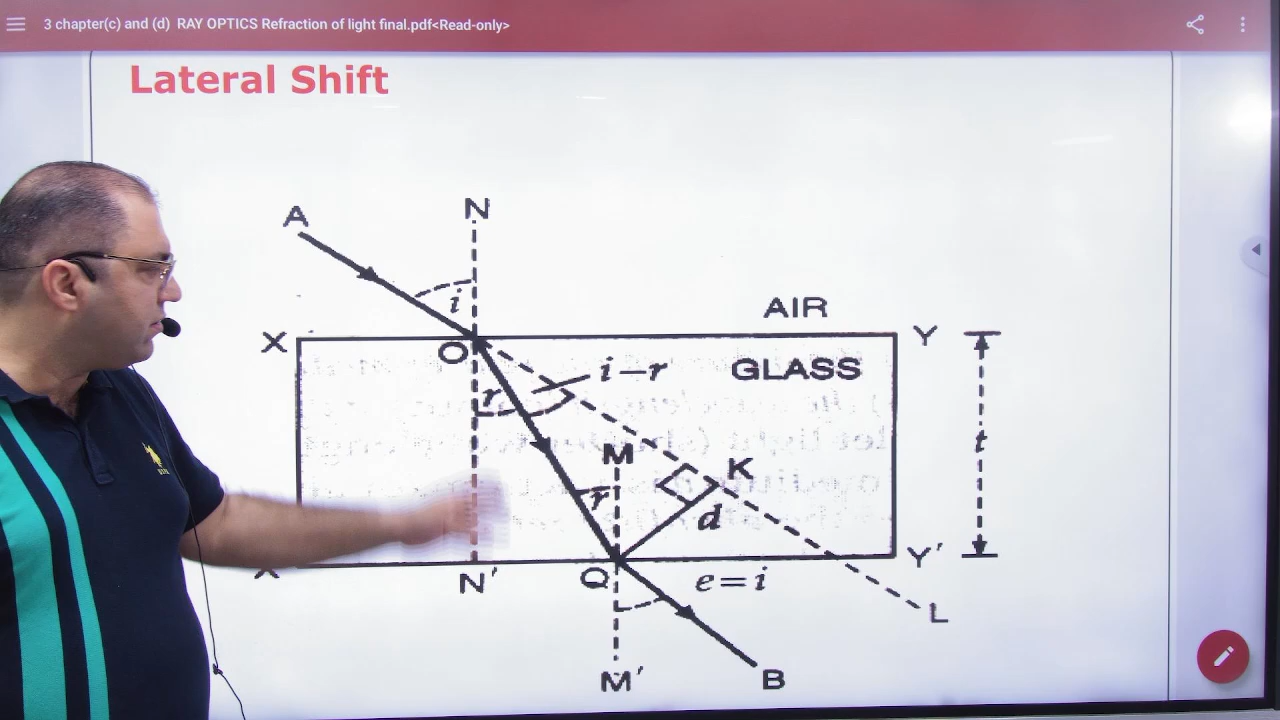 3 chapter(c) and (d) RAY OPTICS Refraction of light final.pdf<Read-only>
Lateral Shift
A
N
i
AIR
X
Y
O
GLASS
i–r
r
M
K
t
r
d
Y'
N'
Q
e=i
L
M'
B